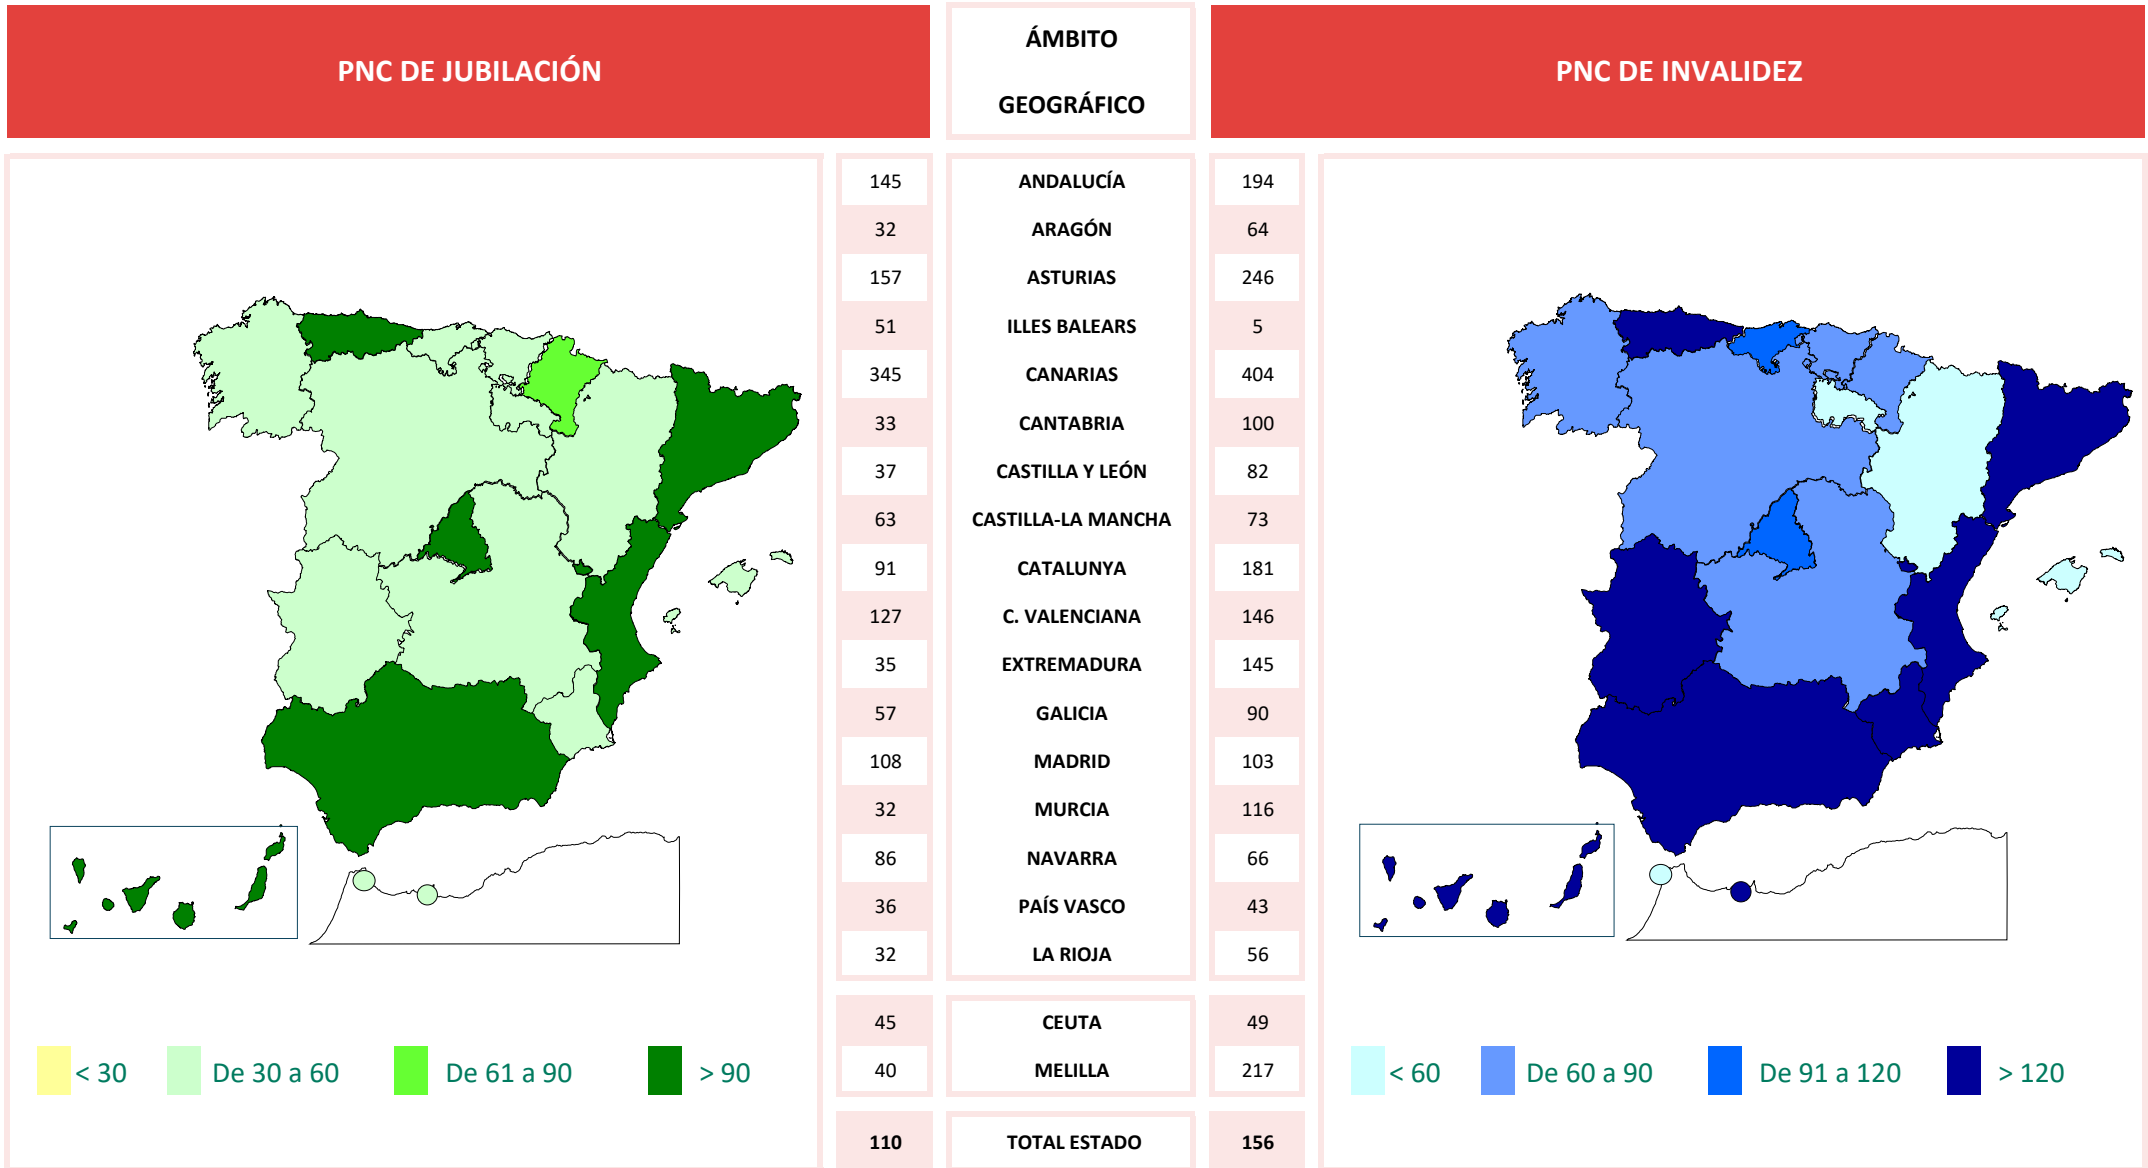 PNC DE JUBILACIÓN
ÁMBITO
GEOGRÁFICO
PNC DE INVALIDEZ
145 ANDALUCÍA 194
32 ARAGÓN 64
157 ASTURIAS 246
51 ILLES BALEARS 5
345 CANARIAS 404
33 CANTABRIA 100
37 CASTILLA Y LEÓN 82
63 CASTILLA-LA MANCHA 73
91 CATALUNYA 181
127 C. VALENCIANA 146
35 EXTREMADURA 145
57 GALICIA 90
108 MADRID 103
32 MURCIA 116
86 NAVARRA 66
36 PAÍS VASCO 43
32 LA RIOJA 56
45 CEUTA 49
40 MELILLA 217
110 TOTAL ESTADO 156
< 30 De 30 a 60 De 61 a 90 > 90
< 60 De 60 a 90 De 91 a 120 > 120